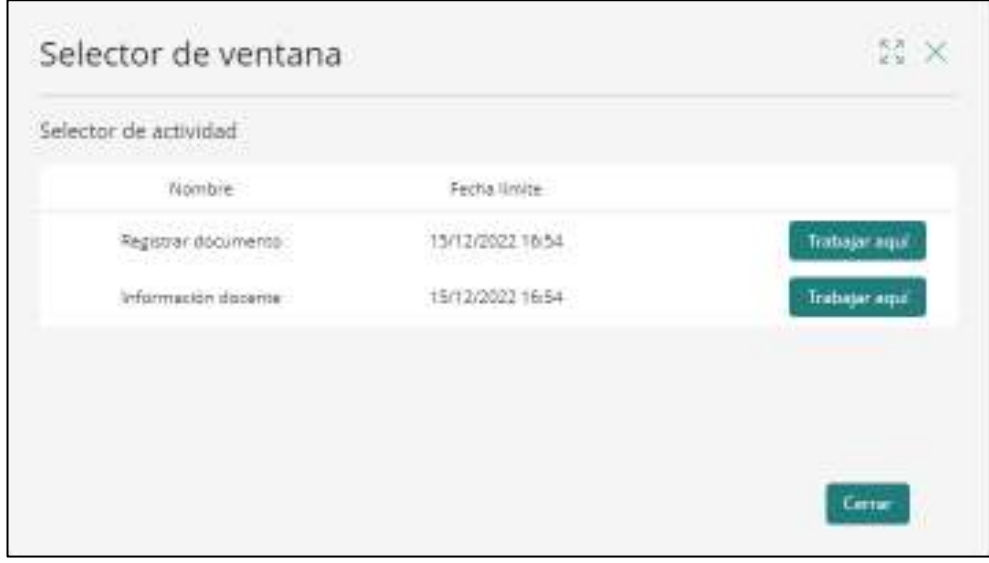 Selector de ventana
Selector de actividad
Nombre Fecha límite
Registrar documento 15/12/2022 16:54 Trabajar aquí
Información docente 15/12/2022 16:54 Trabajar aquí
Cerrar